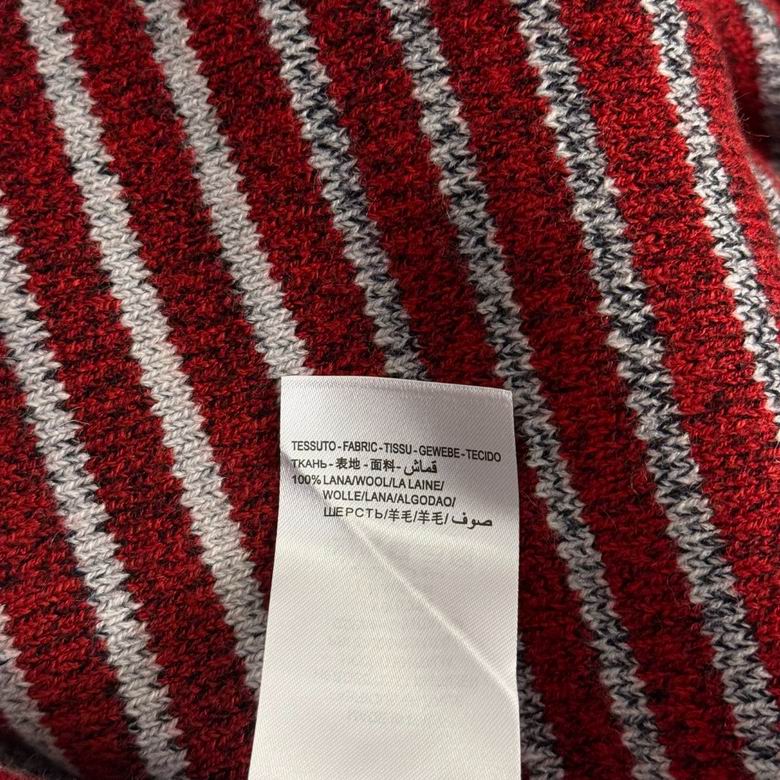 TESSUTO-FABRIC-TISSU-GEWEBE-TECIDO
ТКАНЬ-表地-面料-قماش
100% LANA/WOOL/LA LAINE/
WOLLE/LANA/ALGODAO/
ШЕРСТЬ/羊毛/羊毛/صوف